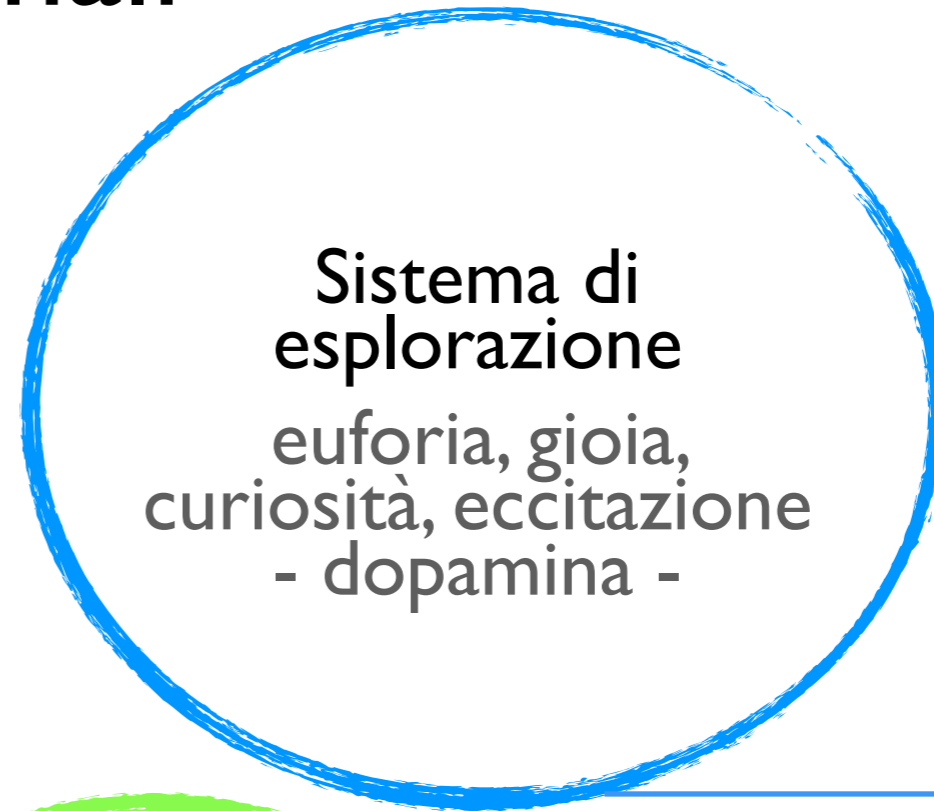 Sistema di
esplorazione
euforia, gioia,
curiosità, eccitazione
- dopamina -